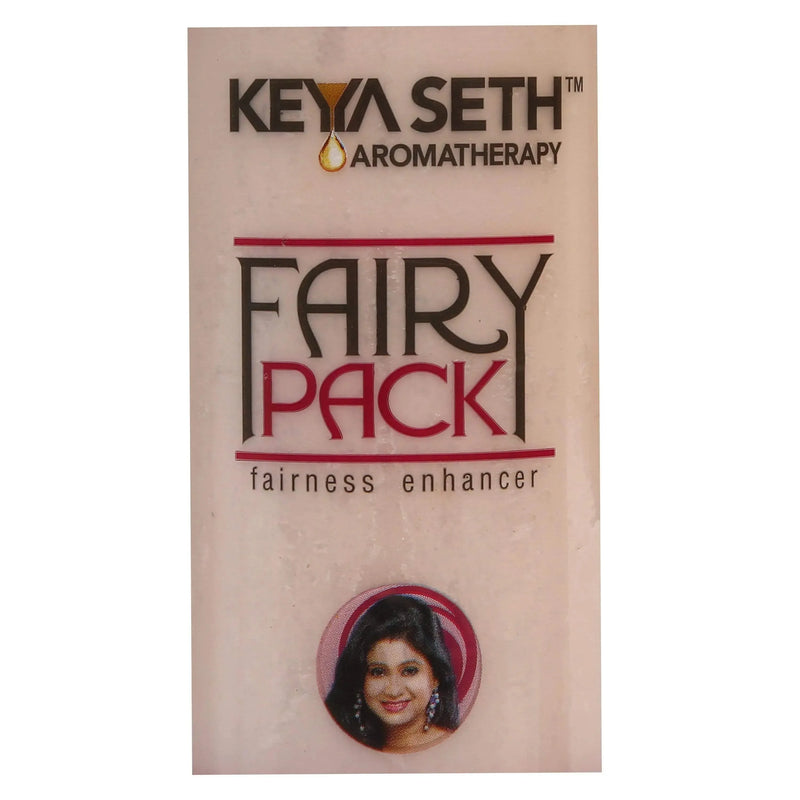 KEYA SETH™
AROMATHERAPY
FAIRY
PACK
fairness enhancer